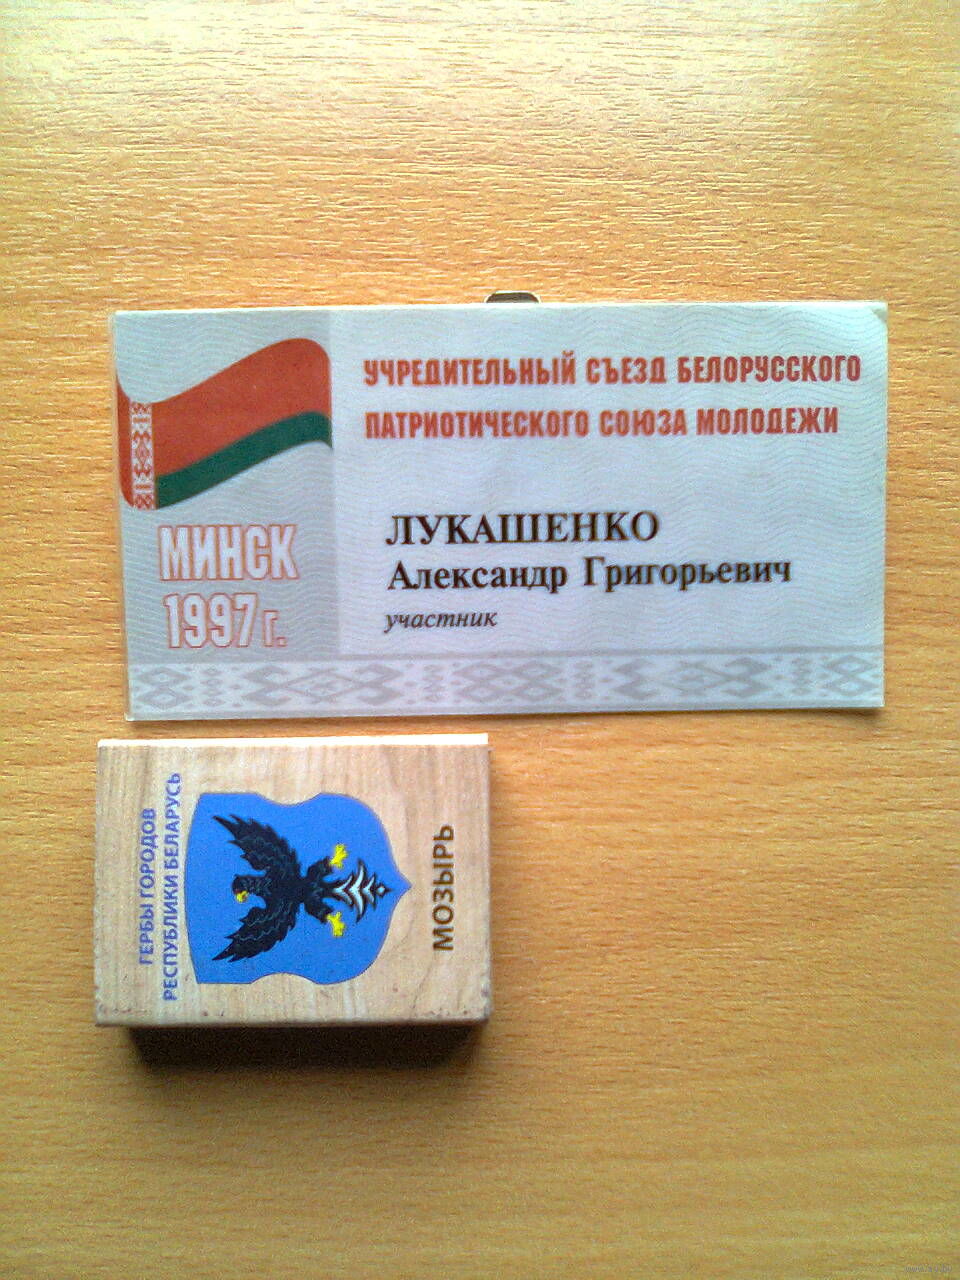 УЧРЕДИТЕЛЬНЫЙ СЪЕЗД БЕЛОРУССКОГО
ПАТРИОТИЧЕСКОГО СОЮЗА МОЛОДЕЖИ
ЛУКАШЕНКО
Александр Григорьевич
участник
МИНСК
1997 г.
ГЕРБЫ ГОРОДОВ
РЕСПУБЛИКИ БЕЛАРУСЬ
МОЗЫРЬ